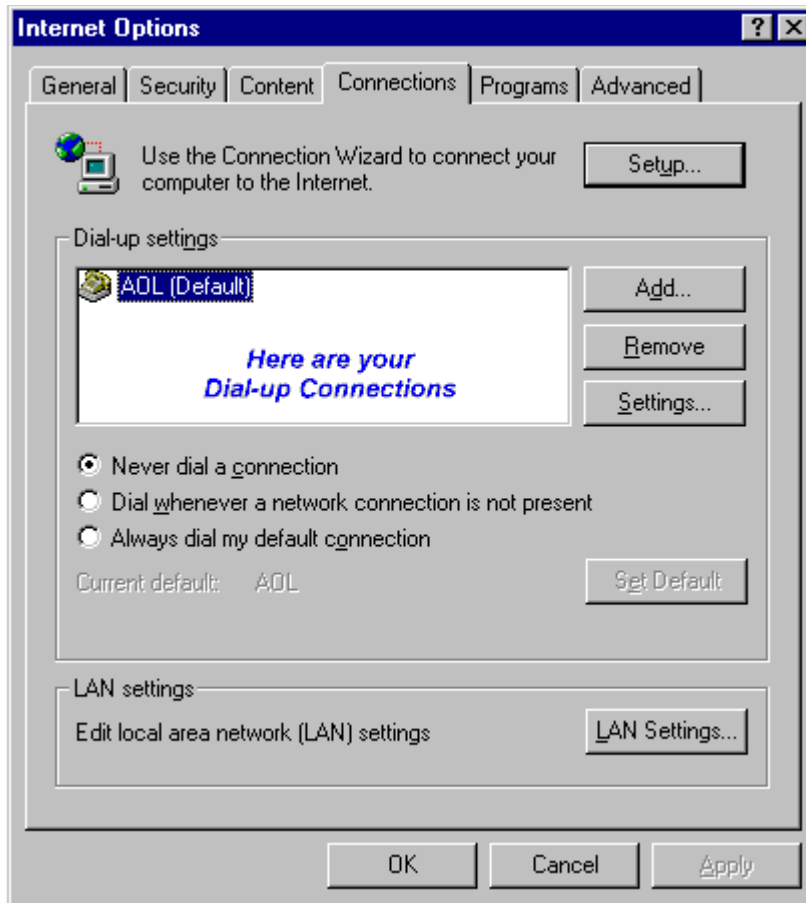 Internet Options
General Security Content Connections Programs Advanced
Use the Connection Wizard to connect your
computer to the Internet.
Setup...
Dial-up settings
AOL (Default)
Here are your
Dial-up Connections
Add...
Remove
Settings...
Never dial a connection
Dial whenever a network connection is not present
Always dial my default connection
Current default: AOL
Set Default
LAN settings
Edit local area network (LAN) settings
LAN Settings...
OK Cancel Apply